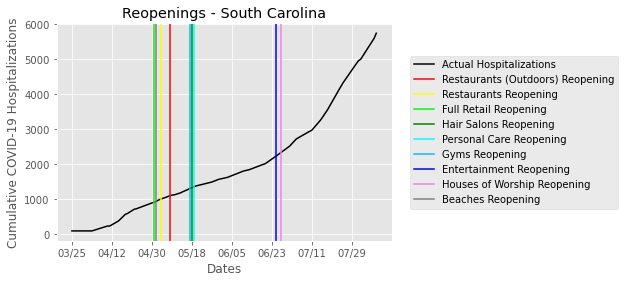 Reopenings - South Carolina
Cumulative COVID-19 Hospitalizations
6000
5000
4000
3000
2000
1000
0
03/25 04/12 04/30 05/18 06/05 06/23 07/11 07/29
Dates
Actual Hospitalizations
Restaurants (Outdoors) Reopening
Restaurants Reopening
Full Retail Reopening
Hair Salons Reopening
Personal Care Reopening
Gyms Reopening
Entertainment Reopening
Houses of Worship Reopening
Beaches Reopening